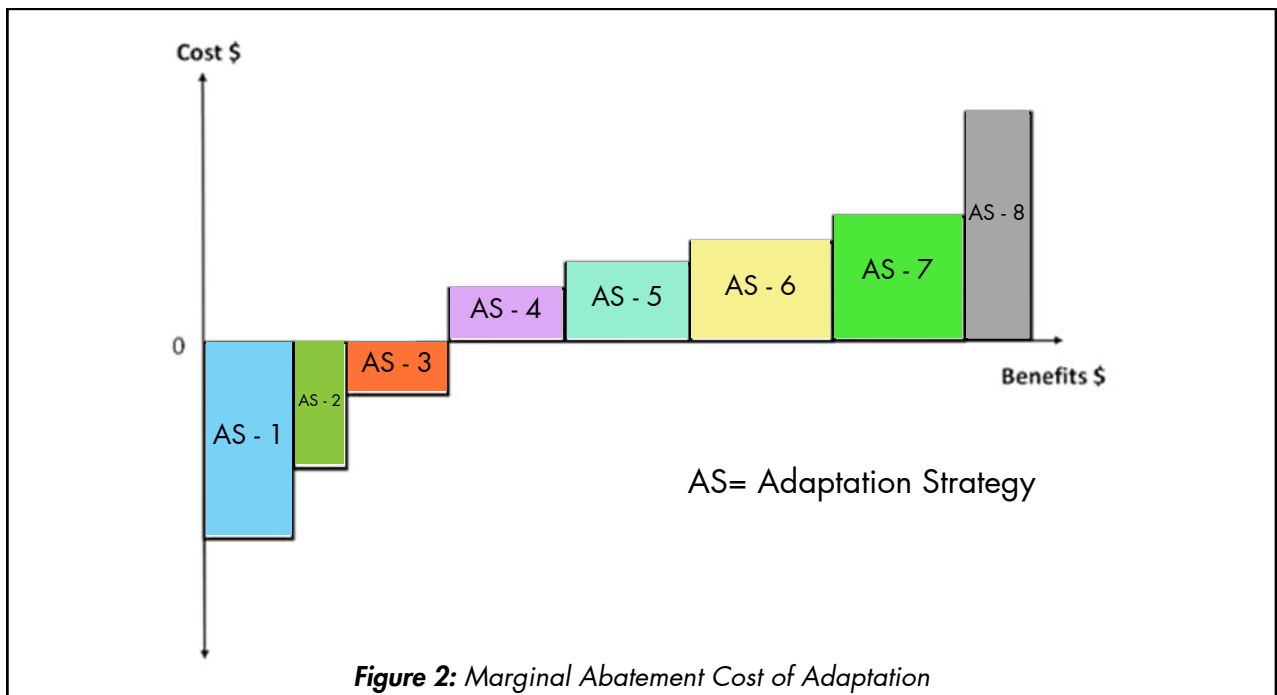 Cost $
AS - 8
AS - 7
AS - 6
AS - 5
AS - 4
0
AS - 3
AS - 2
AS - 1
Benefits $
AS= Adaptation Strategy
Figure 2: Marginal Abatement Cost of Adaptation